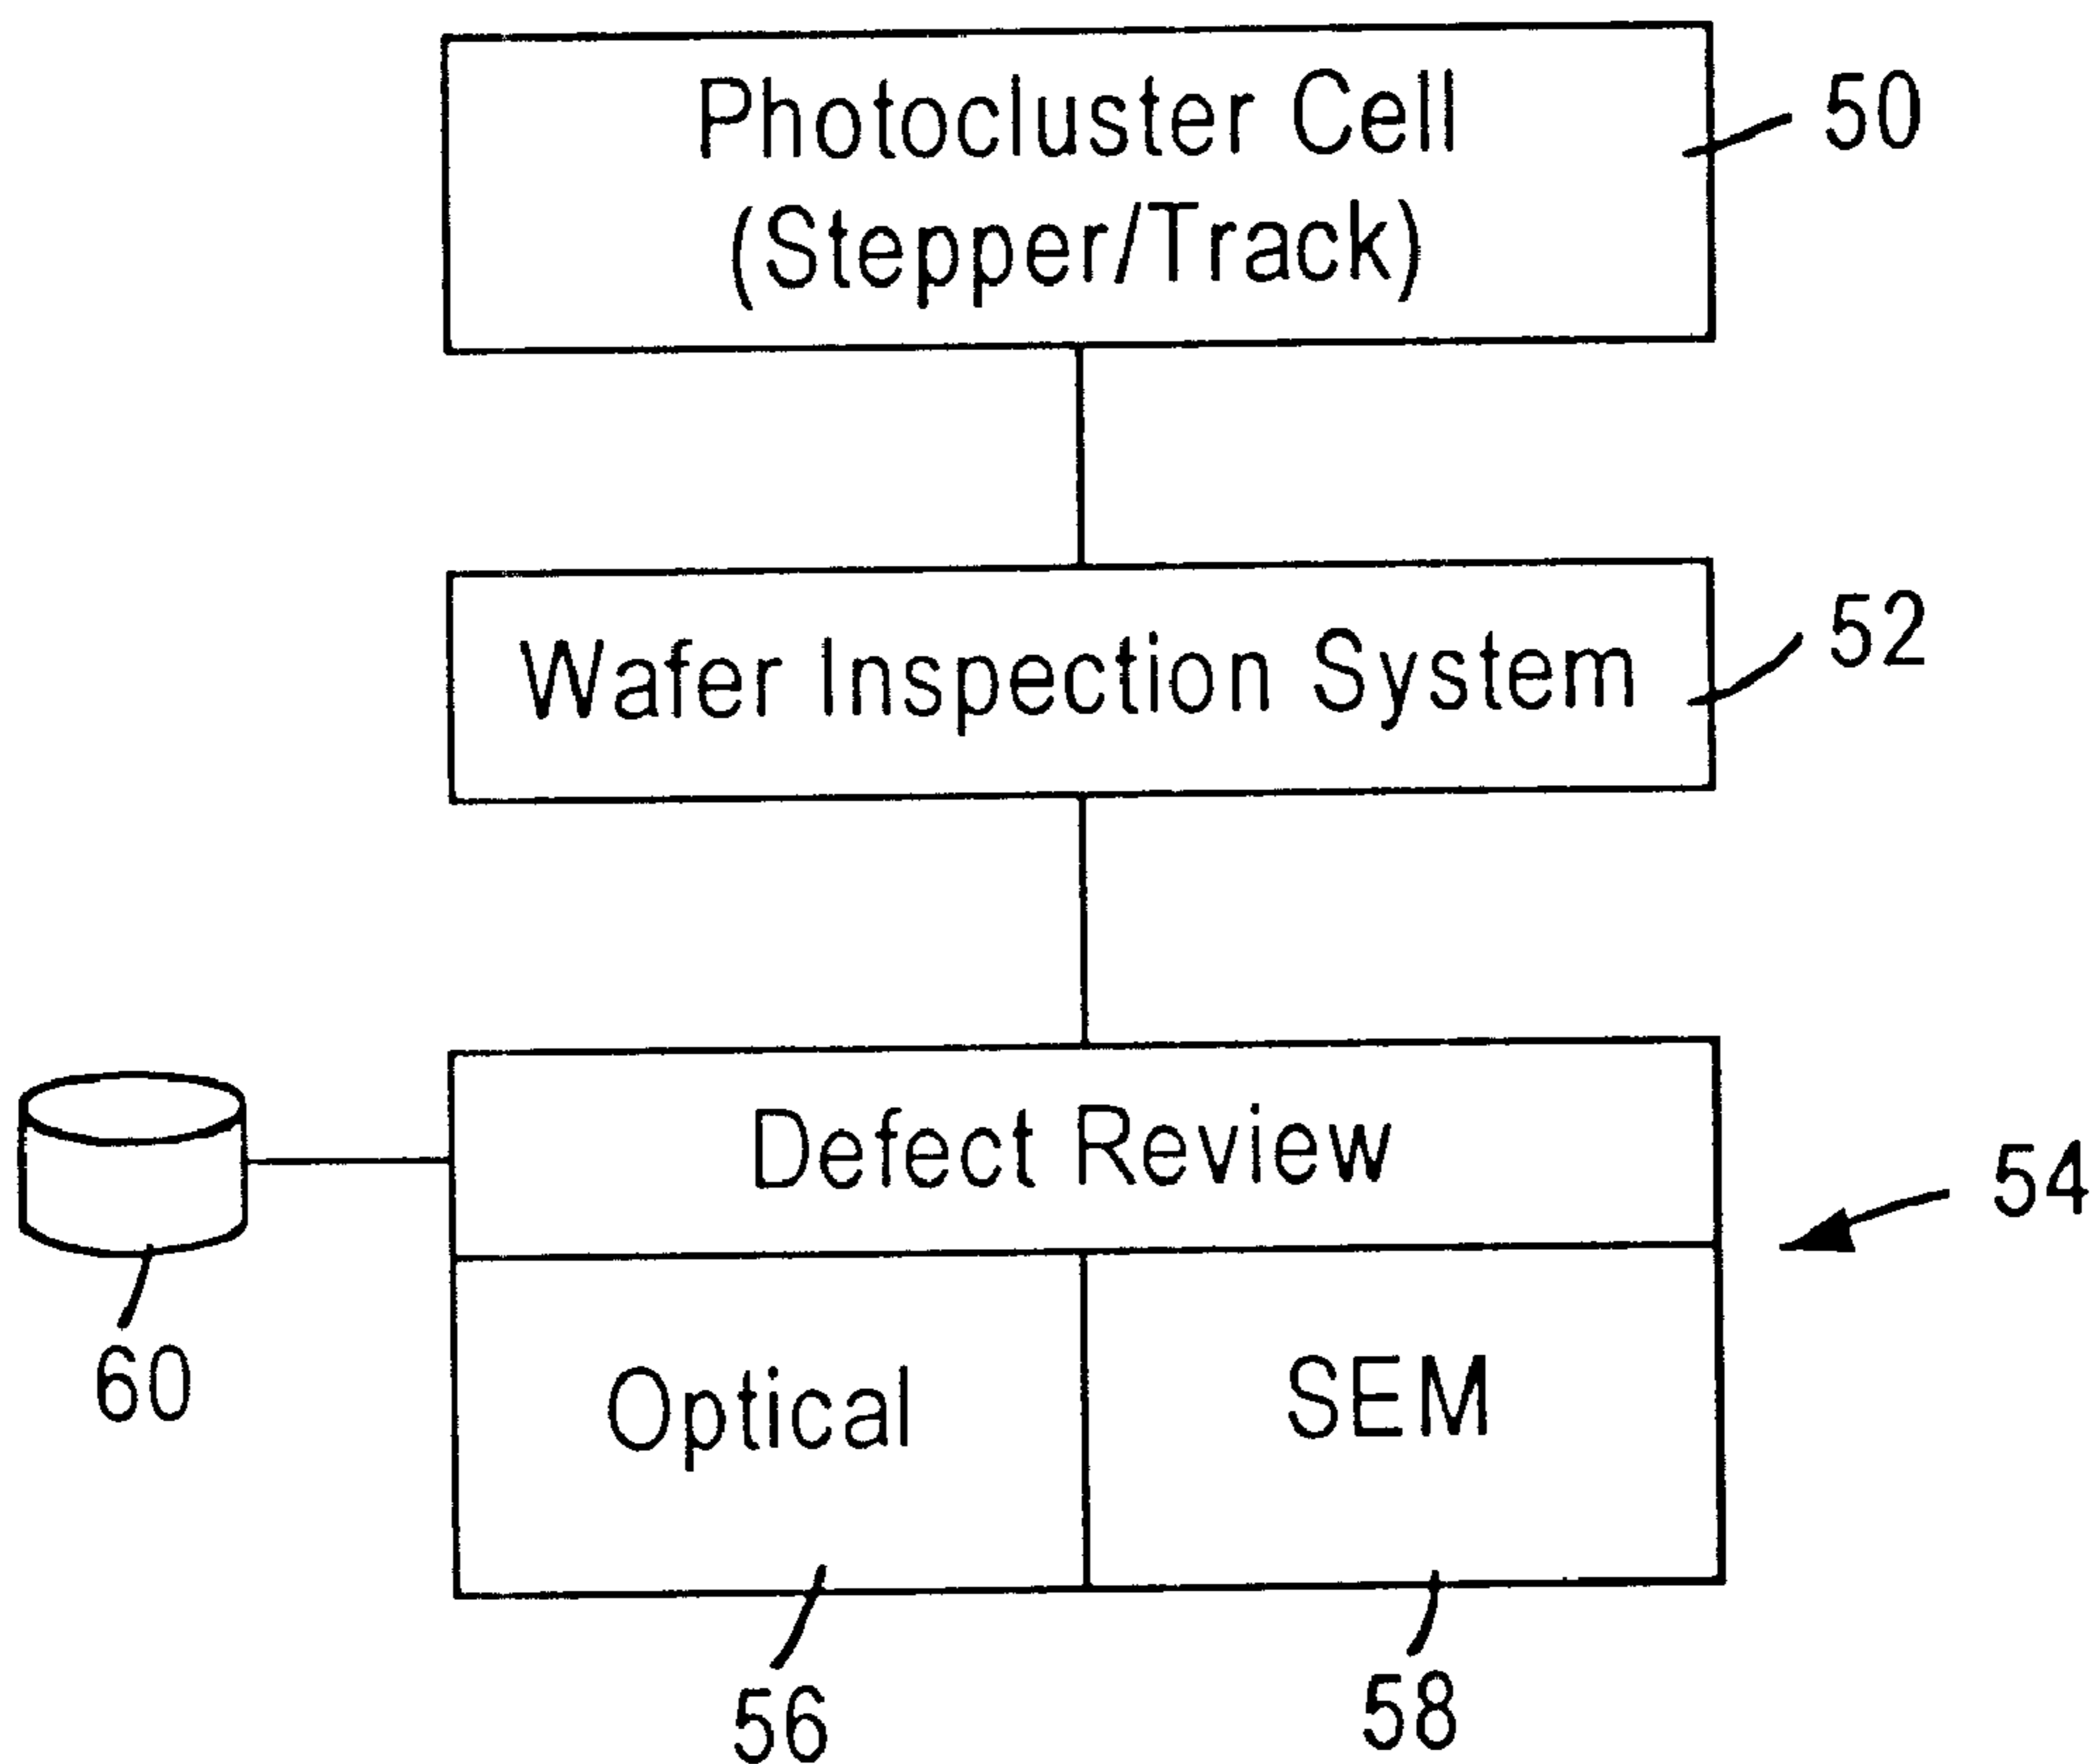 Photocluster Cell
(Stepper/Track)
50
Wafer Inspection System
52
Defect Review
54
Optical
SEM
60
56
58